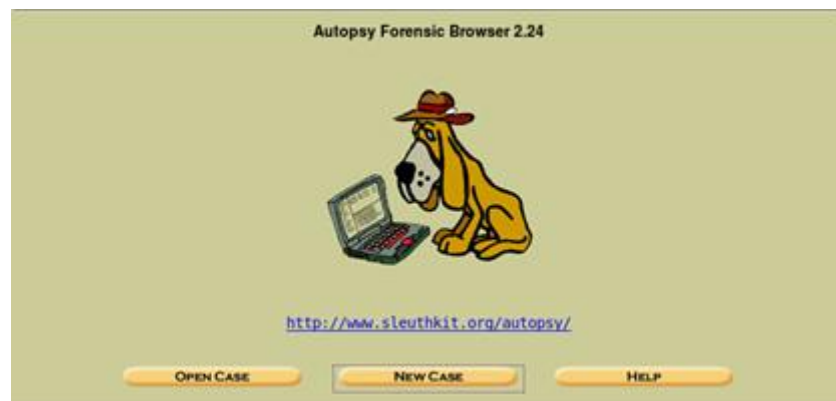 Autopsy Forensic Browser 2.24
http://www.sleuthkit.org/autopsy/
OPEN CASE
NEW CASE
HELP